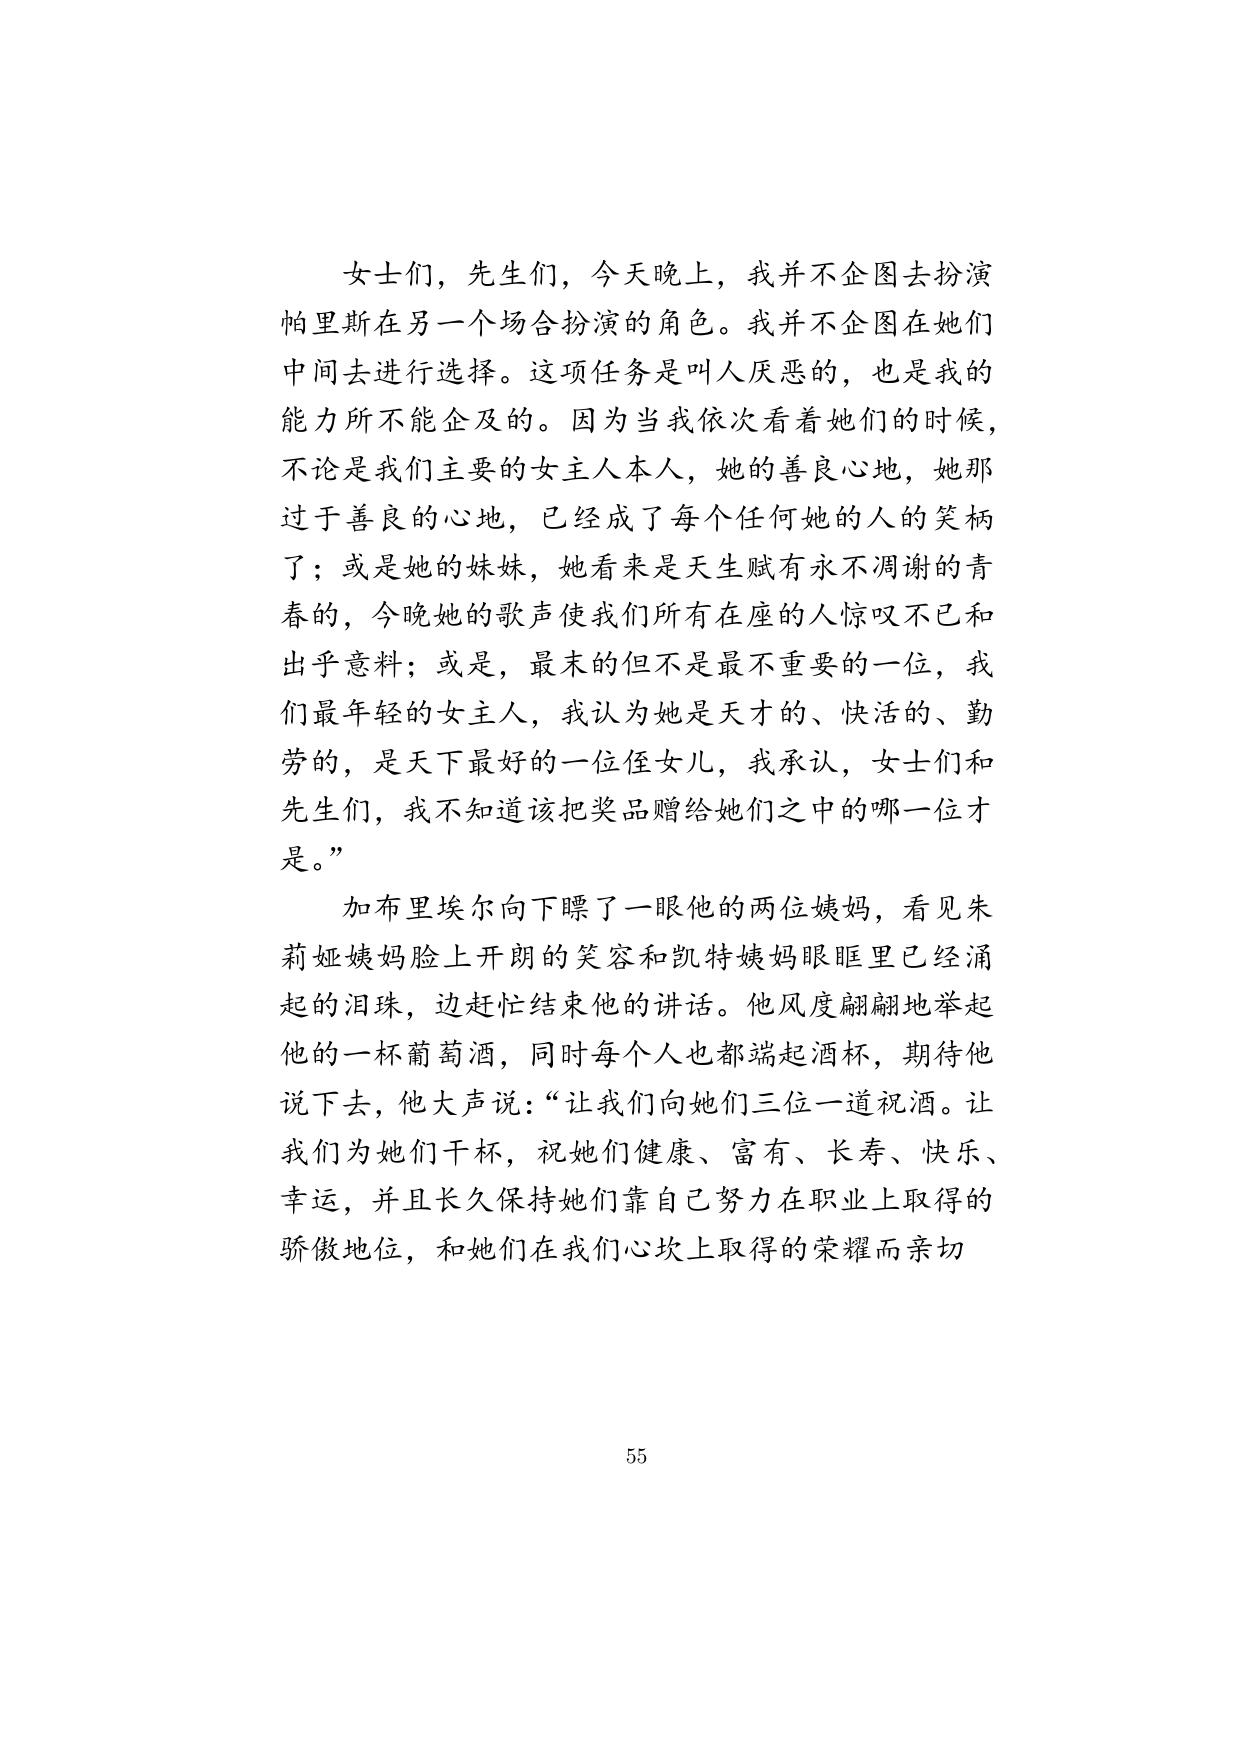 女士们，先生们，今天晚上，我并不企图去扮演
帕里斯在另一个场合扮演的角色。我并不企图在她们
中间去进行选择。这项任务是叫人厌恶的，也是我的
能力所不能企及的。因为当我依次看着她们的时候，
不论是我们主要的女主人本人，她的善良心地，她那
过于善良的心地，已经成了每个任何她的人的笑柄
了；或是她的妹妹，她看来是天生赋有永不凋谢的青
春的，今晚她的歌声使我们所有在座的人惊叹不已和
出乎意料；或是，最末的但不是最不重要的一位，我
们最年轻的女主人，我认为她是天才的、快活的、勤
劳的，是天下最好的一位侄女儿，我承认，女士们和
先生们，我不知道该把奖品赠给她们之中的哪一位才
是。”
加布里埃尔向下瞟了一眼他的两位姨妈，看见朱
莉娅姨妈脸上开朗的笑容和凯特姨妈眼眶里已经涌
起的泪珠，边赶忙结束他的讲话。他风度翩翩地举起
他的一杯葡萄酒，同时每个人也都端起酒杯，期待他
说下去，他大声说：“让我们向她们三位一道祝酒。让
我们为她们干杯，祝她们健康、富有、长寿、快乐、
幸运，并且长久保持她们靠自己努力在职业上取得的
骄傲地位，和她们在我们心坎上取得的荣耀而亲切
55